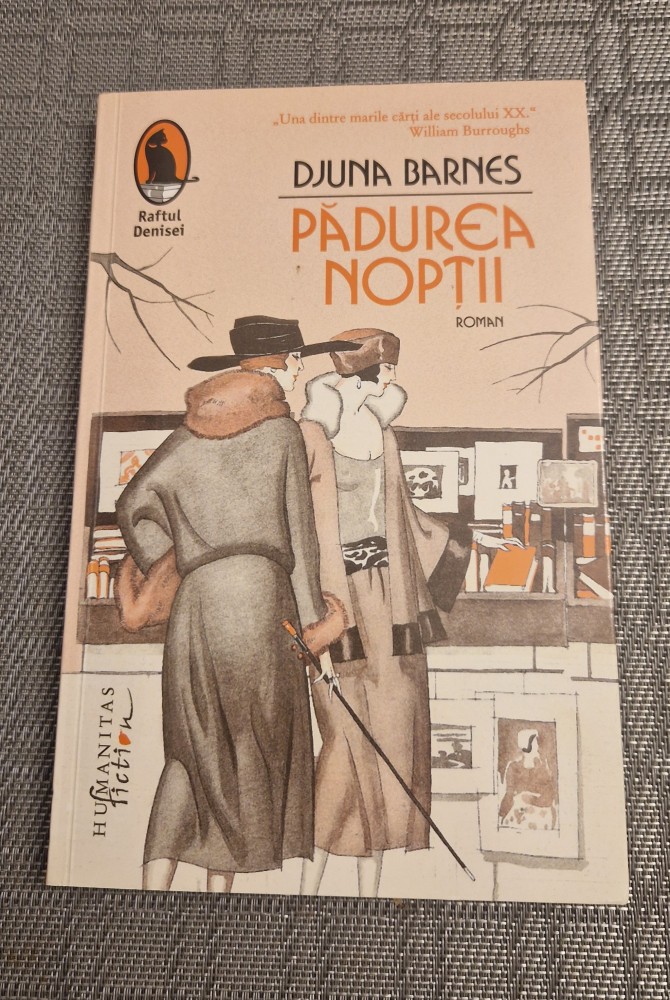 „Una dintre marile cărți ale secolului XX.“
William Burroughs
Raftul
Denisei
DJUNA BARNES
PĂDUREA
NOPȚII
ROMAN
HUMANITAS
fiction